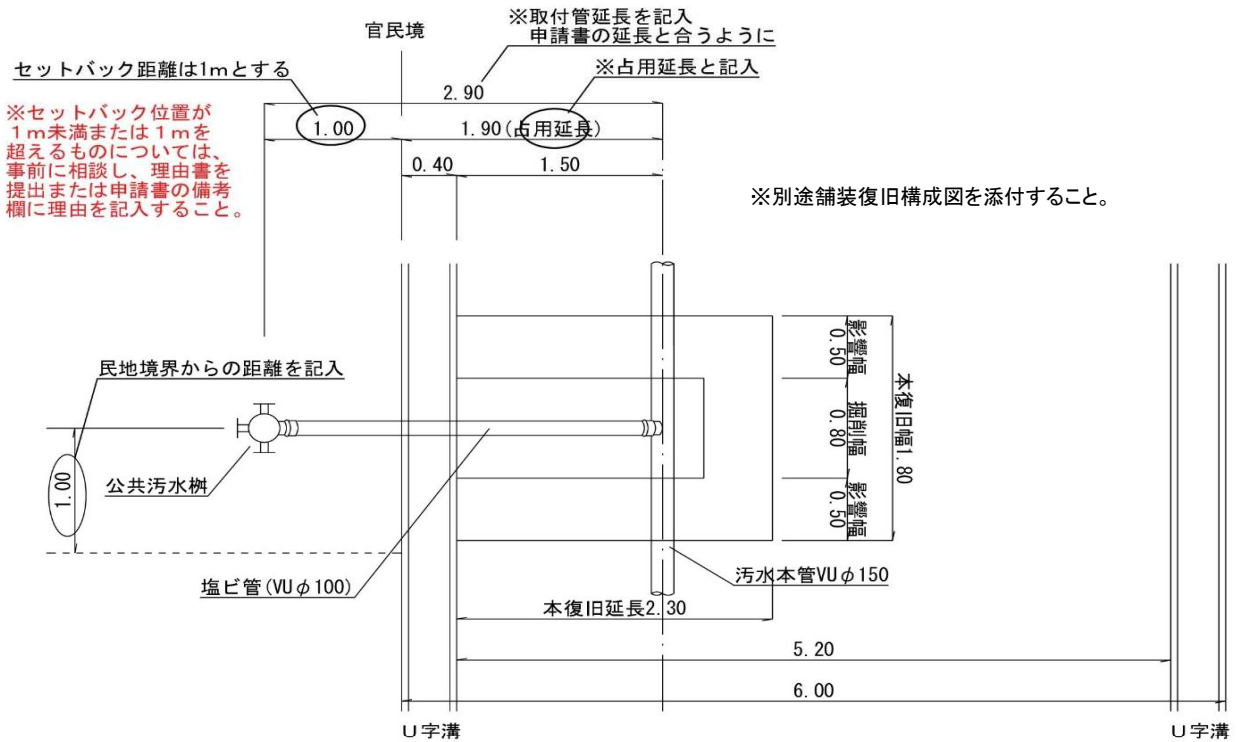 ※取付管延長を記入
申請書の延長と合うように
官民境
セットバック距離は1mとする
※占用延長と記入
2.90
※セットバック位置が
1m未満または1mを
超えるものについては、
事前に相談し、理由書を
提出または申請書の備考
欄に理由を記入すること。
1.00
1.90(占用延長)
0.40
1.50
※別途舗装復旧構成図を添付すること。
影響幅
0.50
掘削幅
0.80
影響幅
0.50
本復旧幅1.80
民地境界からの距離を記入
1.00
公共汚水桝
塩ビ管(VUφ100)
汚水本管VUφ150
本復旧延長2.30
5.20
6.00
U字溝
U字溝